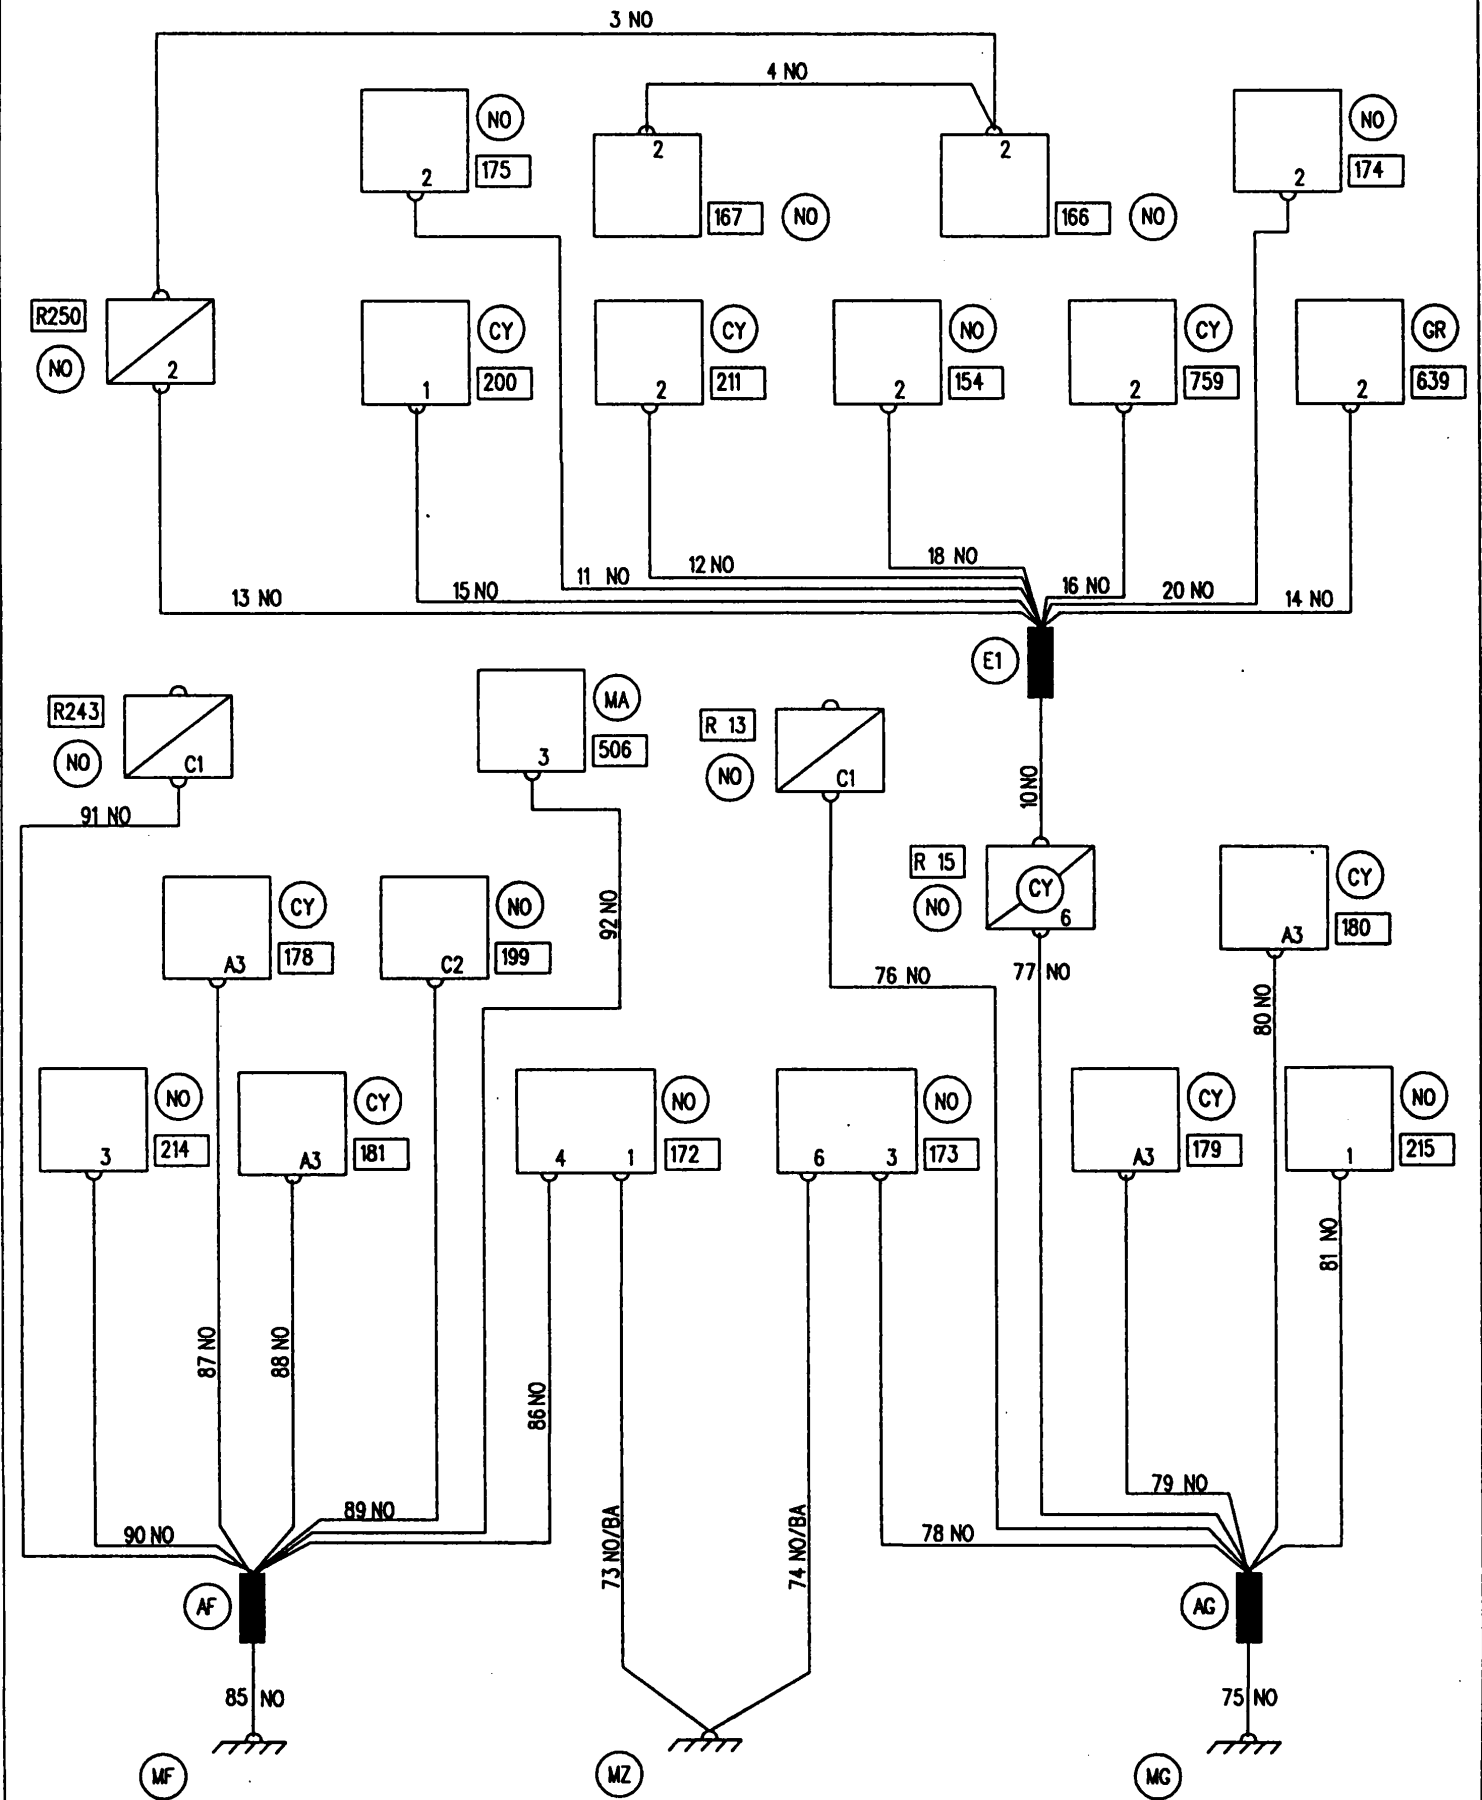 3 NO
4 NO
NO
175
2
2
167
NO
2
166
NO
NO
174
2
R250
NO
2
CY
200
1
CY
211
2
NO
154
2
CY
759
2
GR
639
2
13 NO
15 NO
11 NO
12 NO
18 NO
16 NO
20 NO
14 NO
E1
R243
NO
C1
91 NO
MA
506
3
92 NO
R 13
NO
C1
76 NO
10 NO
R 15
NO
CY
6
77 NO
CY
180
A3
80 NO
CY
178
A3
NO
199
C2
NO
214
3
CY
181
A3
NO
172
4 1
NO
173
6 3
CY
179
A3
NO
215
1
81 NO
87 NO
88 NO
86 NO
90 NO
89 NO
73 NO/BA
74 NO/BA
78 NO
79 NO
AF
AG
85 NO
75 NO
MF
MZ
MG